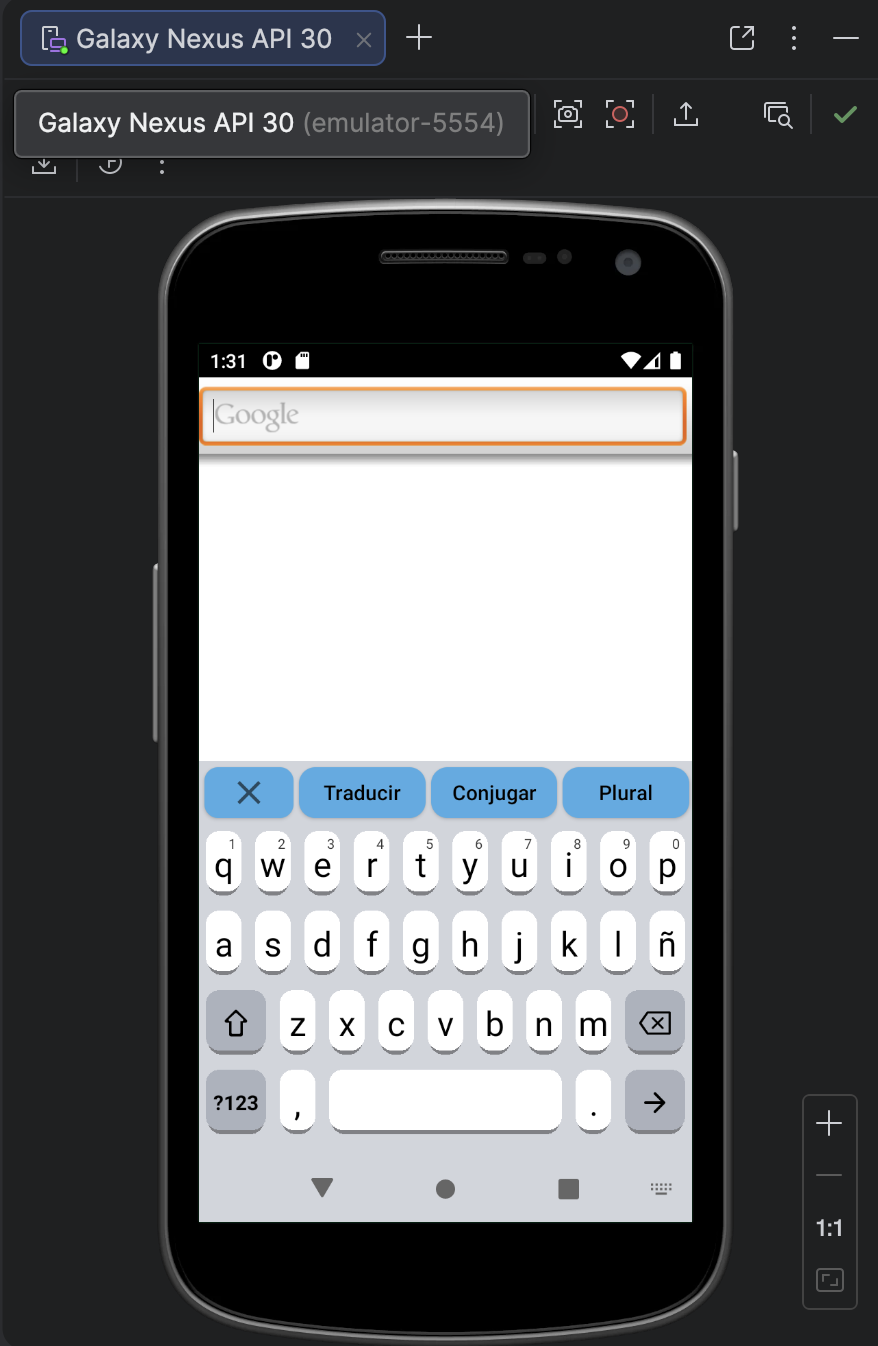 Galaxy Nexus API 30
Galaxy Nexus API 30 (emulator-5554)
1:31
Google
Traducir Conjugar Plural
1 2 3 4 5 6 7 8 9 0
q w e r t y u i o p
a s d f g h j k l ñ
z x c v b n m
?123 , .
1:1